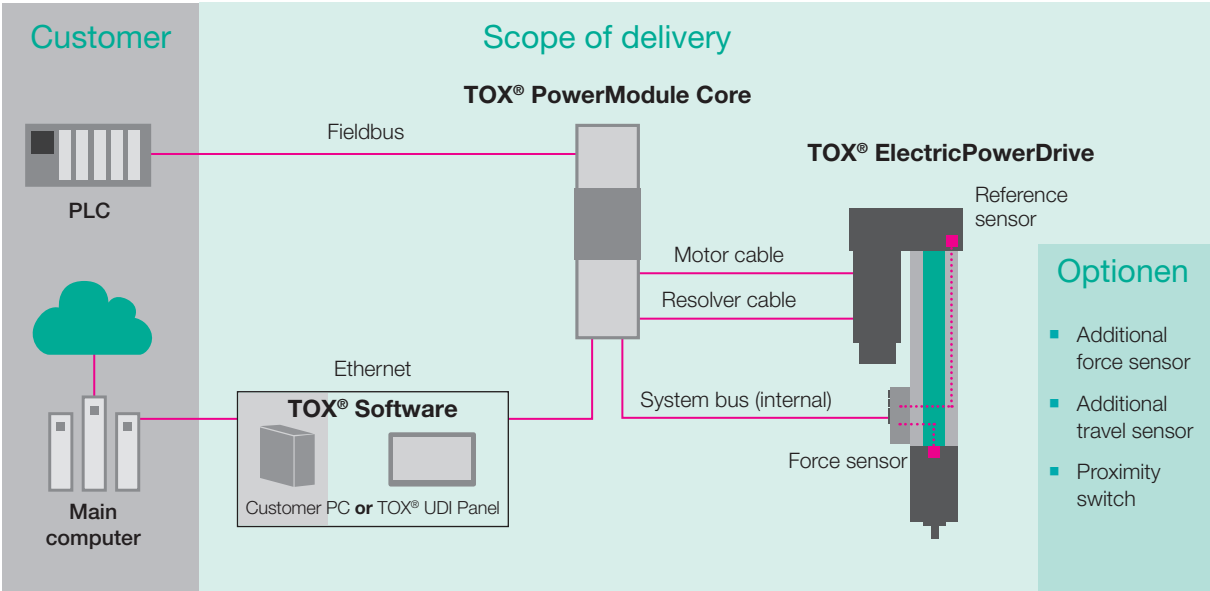 Customer
Scope of delivery
TOX® PowerModule Core
Fieldbus
TOX® ElectricPowerDrive
PLC
Reference
sensor
Motor cable
Resolver cable
Optionen
Additional
force sensor
Additional
travel sensor
Proximity
switch
Ethernet
TOX® Software
System bus (internal)
Force sensor
Customer PC or TOX® UDI Panel
Main
computer